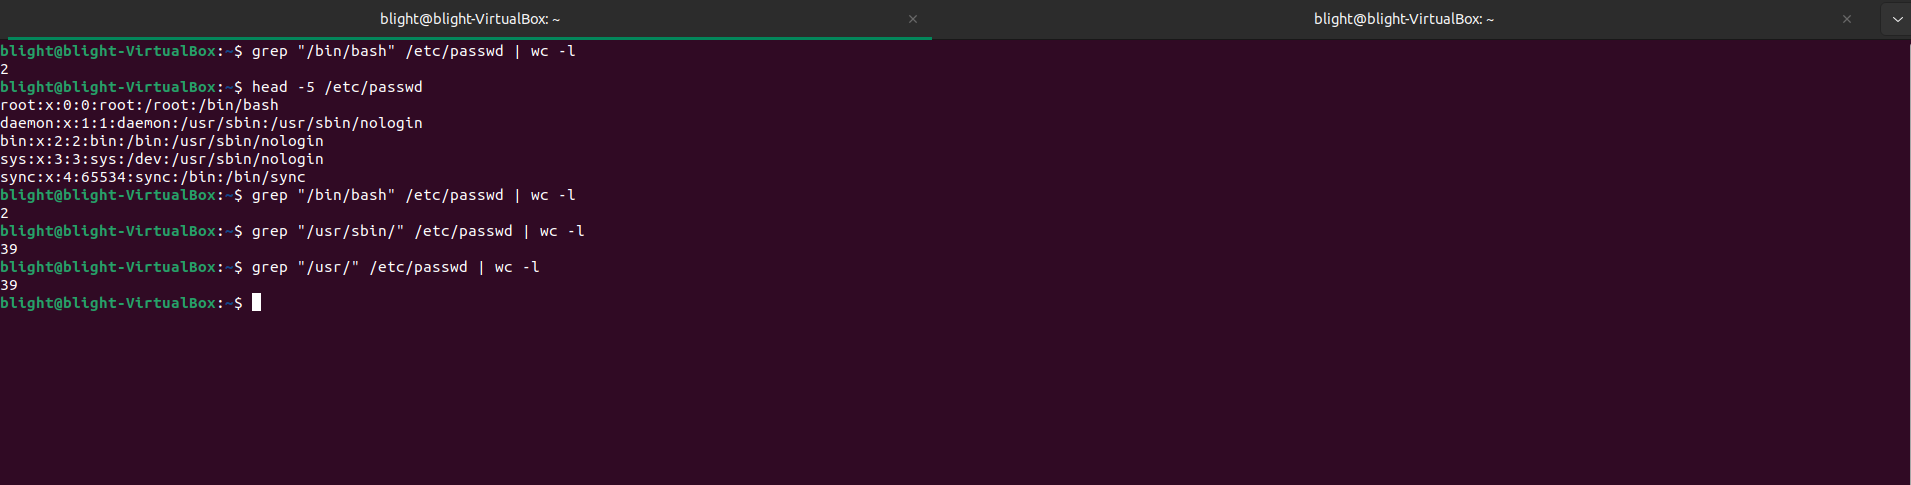 blight@blight-VirtualBox: ~ × blight@blight-VirtualBox: ~ ×
blight@blight-VirtualBox:~$ grep "/bin/bash" /etc/passwd | wc -l
2
blight@blight-VirtualBox:~$ head -5 /etc/passwd
root:x:0:0:root:/root:/bin/bash
daemon:x:1:1:daemon:/usr/sbin:/usr/sbin/nologin
bin:x:2:2:bin:/bin:/usr/sbin/nologin
sys:x:3:3:sys:/dev:/usr/sbin/nologin
sync:x:4:65534:sync:/bin:/bin/sync
blight@blight-VirtualBox:~$ grep "/bin/bash" /etc/passwd | wc -l
2
blight@blight-VirtualBox:~$ grep "/usr/sbin/" /etc/passwd | wc -l
39
blight@blight-VirtualBox:~$ grep "/usr/" /etc/passwd | wc -l
39
blight@blight-VirtualBox:~$